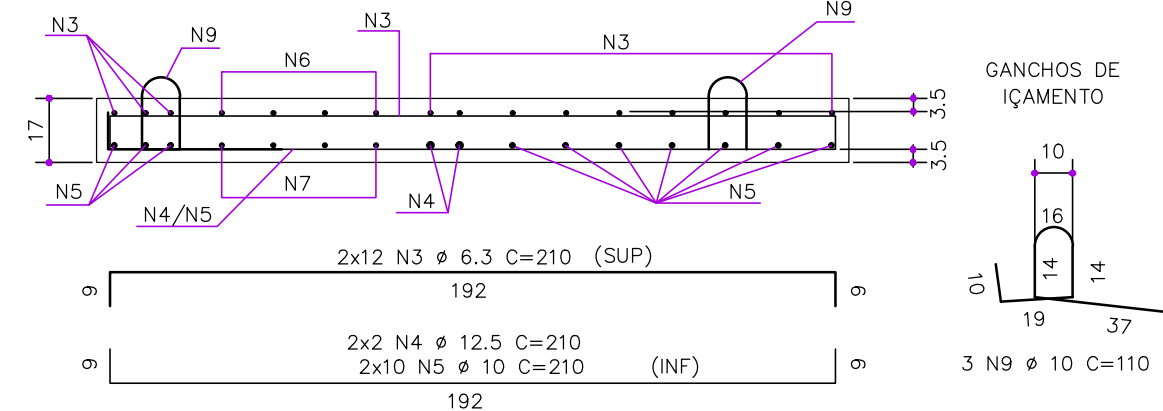 N3
N9
N3
N6
N3
N9
17
3.5
3.5
N5
N4/N5
N7
N4
N5
2x12 N3 ø 6.3 C=210 (SUP)
9
192
9
2x2 N4 ø 12.5 C=210
2x10 N5 ø 10 C=210 (INF)
9
192
9
GANCHOS DE
IÇAMENTO
10
16
14
14
10
19
37
3 N9 ø 10 C=110